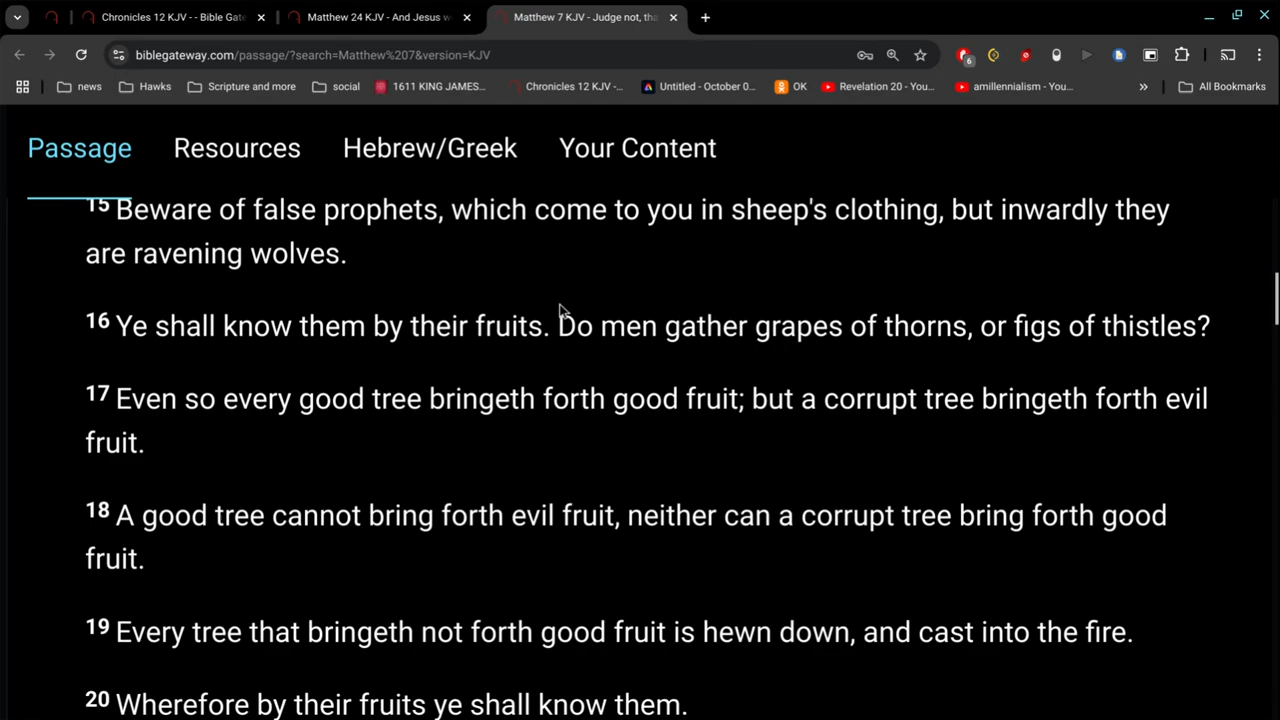 Chronicles 12 KJV - - Bible Gate
Matthew 24 KJV - And Jesus w
Matthew 7 KJV - Judge not, tha
biblegateway.com/passage/?search=Matthew%207&version=KJV
6
news
Hawks
Scripture and more
social
1611 KING JAMES...
Chronicles 12 KJV -...
Untitled - October 0...
OK
Revelation 20 - You...
amillennialism - You...
»
All Bookmarks
Passage
Resources
Hebrew/Greek
Your Content
15 Beware of false prophets, which come to you in sheep's clothing, but inwardly they
are ravening wolves.
16 Ye shall know them by their fruits. Do men gather grapes of thorns, or figs of thistles?
17 Even so every good tree bringeth forth good fruit; but a corrupt tree bringeth forth evil
fruit.
18 A good tree cannot bring forth evil fruit, neither can a corrupt tree bring forth good
fruit.
19 Every tree that bringeth not forth good fruit is hewn down, and cast into the fire.
20 Wherefore by their fruits ye shall know them.